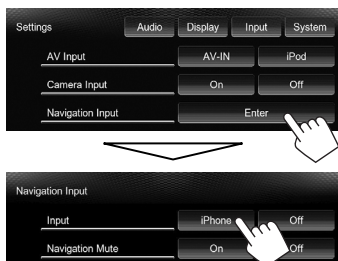 Settings Audio Display Input System
AV Input AV-IN iPod
Camera Input On Off
Navigation Input Enter
Navigation Input
Input iPhone Off
Navigation Mute On Off